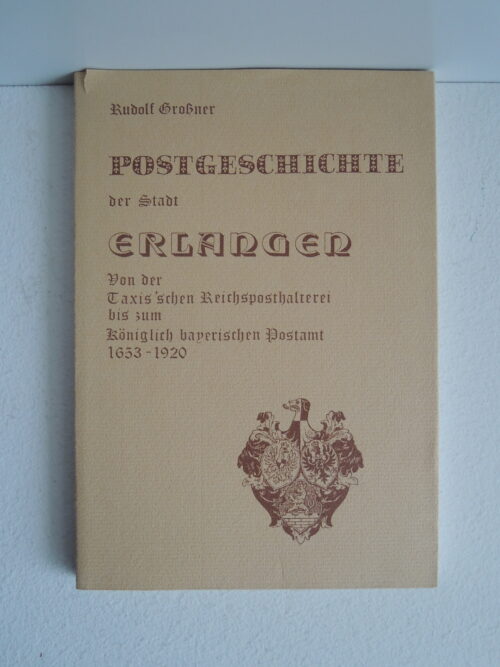 Rudolf Großner
POSTGESCHICHTE
der Stadt
ERLANGEN
Von der
Taxis'schen Reichsposthalterei
bis zum
Königlich bayerischen Postamt
1653-1920